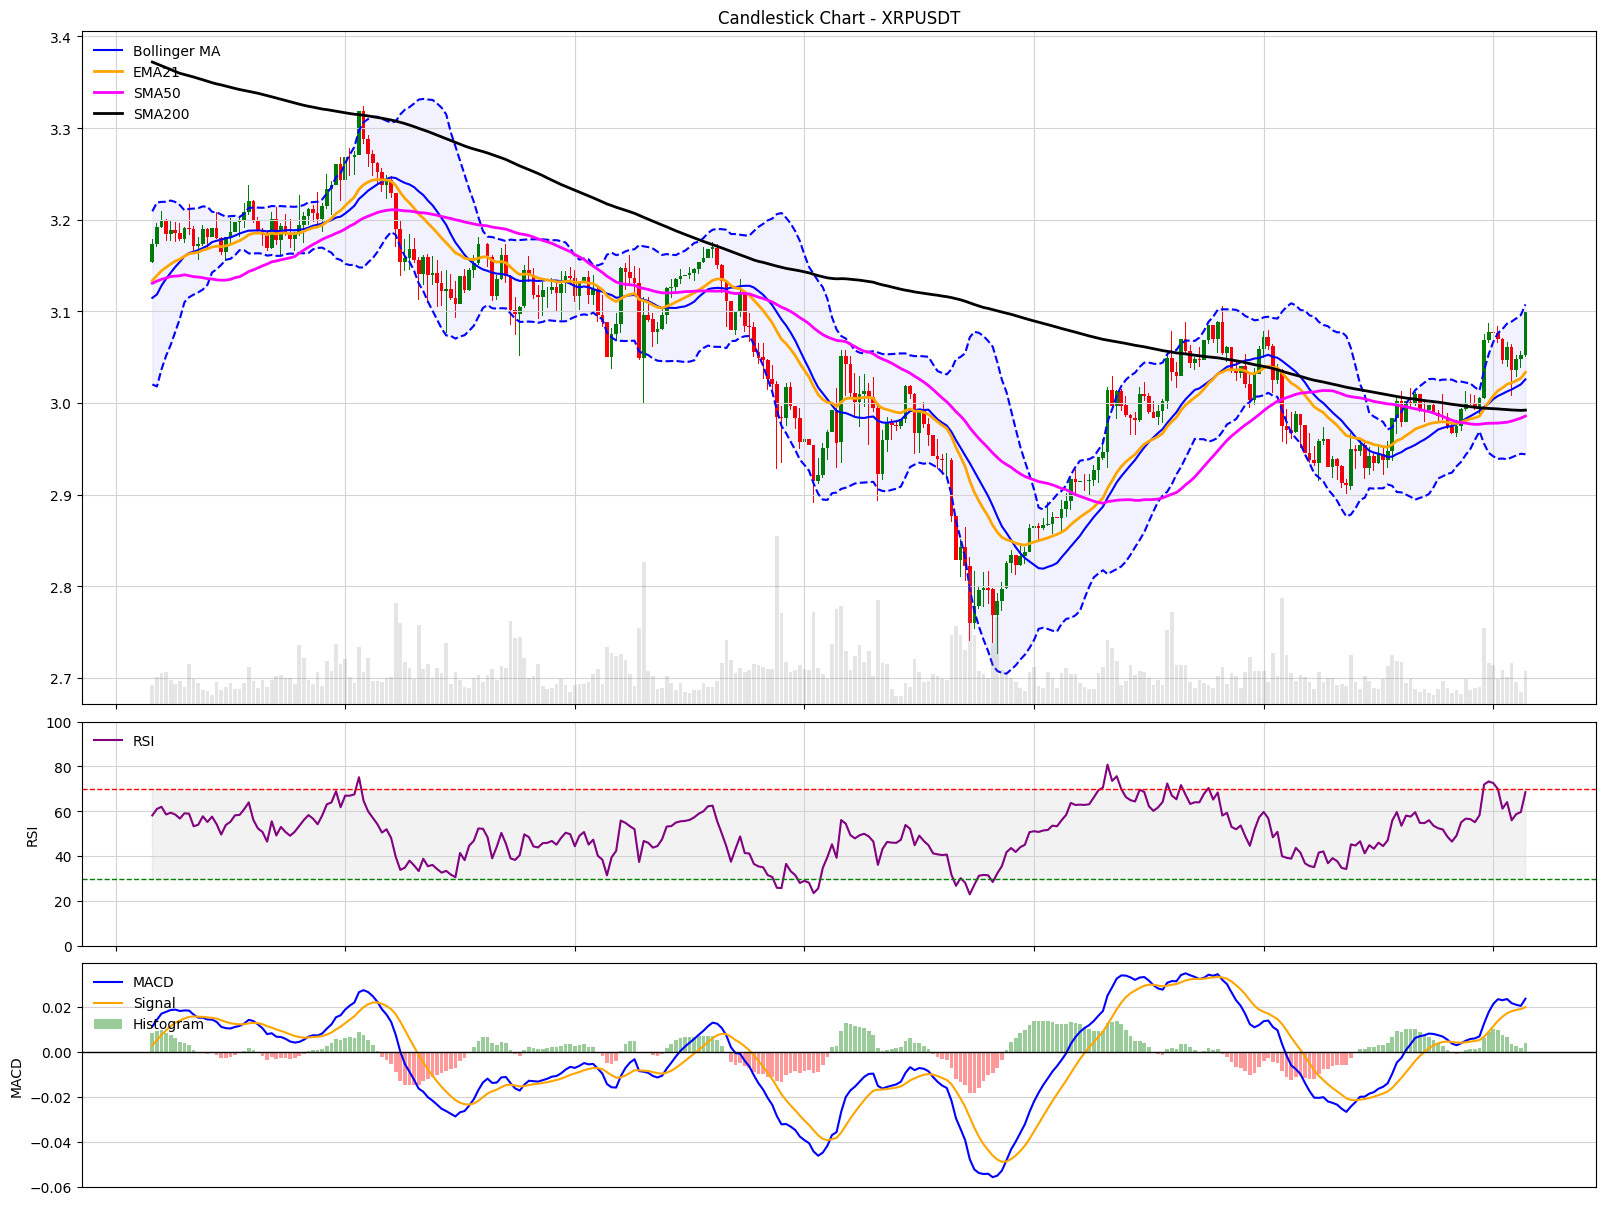 Candlestick Chart - XRPUSDT
Bollinger MA
EMA21
SMA50
SMA200
3.4
3.3
3.2
3.1
3.0
2.9
2.8
2.7
RSI
100
80
60
40
20
0
RSI
MACD
Signal
Histogram
0.02
0.00
−0.02
−0.04
−0.06
MACD